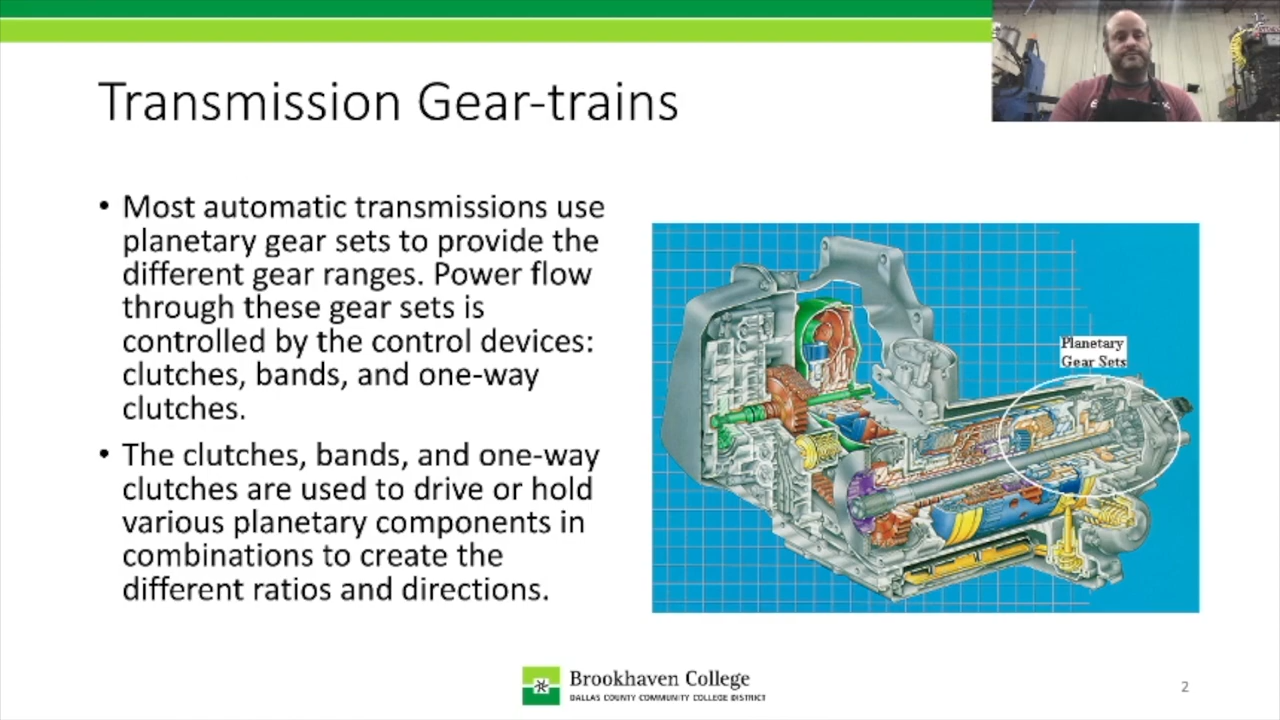 Transmission Gear-trains
• Most automatic transmissions use
planetary gear sets to provide the
different gear ranges. Power flow
through these gear sets is
controlled by the control devices:
clutches, bands, and one-way
clutches.
• The clutches, bands, and one-way
clutches are used to drive or hold
various planetary components in
combinations to create the
different ratios and directions.
Planetary
Gear Sets
Brookhaven College
DALLAS COUNTY COMMUNITY COLLEGE DISTRICT
2